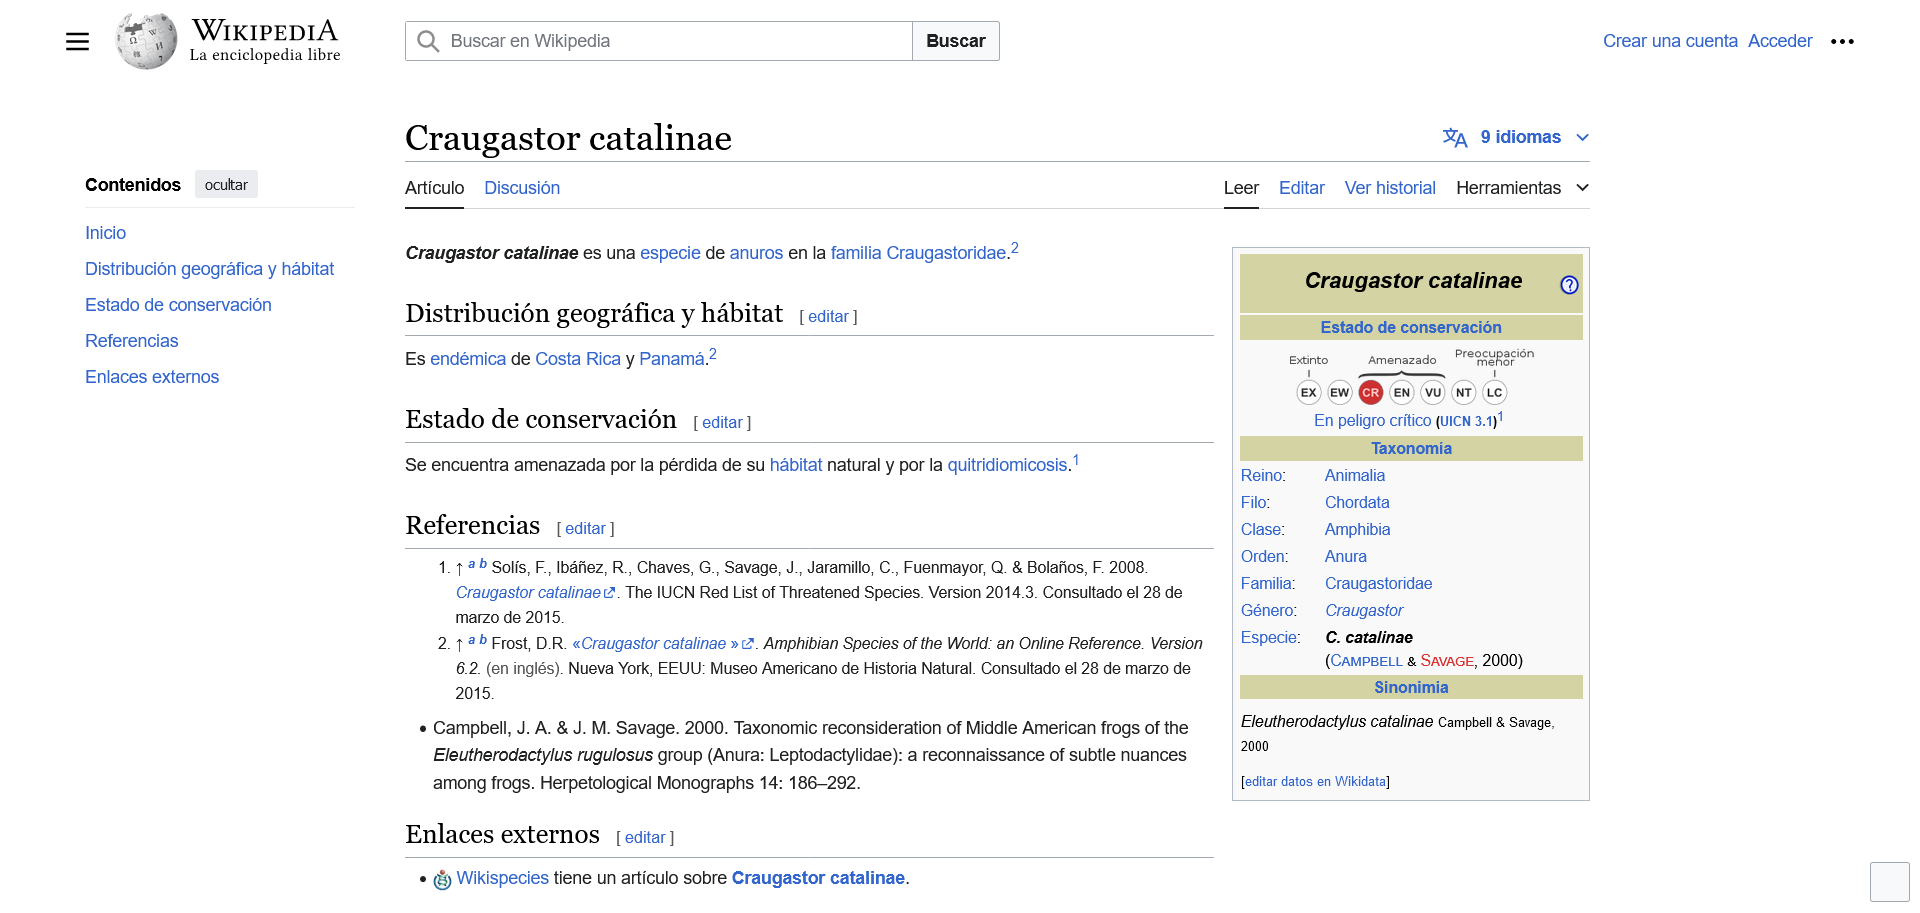 WIKIPEDIA
La enciclopedia libre
Buscar en Wikipedia
Buscar
Crear una cuenta Acceder
Contenidos ocultar
Inicio
Distribución geográfica y hábitat
Estado de conservación
Referencias
Enlaces externos
Craugastor catalinae
9 idiomas
Artículo Discusión
Leer Editar Ver historial Herramientas
Craugastor catalinae es una especie de anuros en la familia Craugastoridae.2
Distribución geográfica y hábitat [ editar ]
Es endémica de Costa Rica y Panamá.2
Estado de conservación [ editar ]
Se encuentra amenazada por la pérdida de su hábitat natural y por la quitridiomicosis.1
Referencias [ editar ]
1. ↑ a b Solís, F., Ibáñez, R., Chaves, G., Savage, J., Jaramillo, C., Fuenmayor, Q. & Bolaños, F. 2008.
Craugastor catalinae. The IUCN Red List of Threatened Species. Version 2014.3. Consultado el 28 de
marzo de 2015.
2. ↑ a b Frost, D.R. «Craugastor catalinae ». Amphibian Species of the World: an Online Reference. Version
6.2. (en inglés). Nueva York, EEUU: Museo Americano de Historia Natural. Consultado el 28 de marzo de
2015.
• Campbell, J. A. & J. M. Savage. 2000. Taxonomic reconsideration of Middle American frogs of the
Eleutherodactylus rugulosus group (Anura: Leptodactylidae): a reconnaissance of subtle nuances
among frogs. Herpetological Monographs 14: 186–292.
Enlaces externos [ editar ]
• Wikispecies tiene un artículo sobre Craugastor catalinae.
Craugastor catalinae
Estado de conservación
Extinto Amenazado Preocupación
menor
EX EW CR EN VU NT LC
En peligro crítico (UICN 3.1)1
Taxonomía
Reino: Animalia
Filo: Chordata
Clase: Amphibia
Orden: Anura
Familia: Craugastoridae
Género: Craugastor
Especie: C. catalinae
(CAMPBELL & SAVAGE, 2000)
Sinonimia
Eleutherodactylus catalinae Campbell & Savage,
2000
[editar datos en Wikidata]